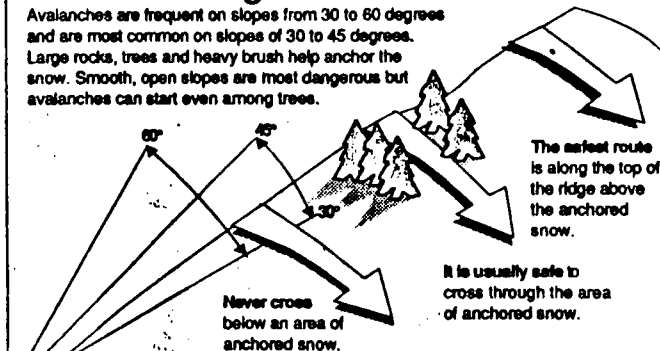 Avalanches are frequent on slopes from 30 to 60 degrees
and are most common on slopes of 30 to 45 degrees.
Large rocks, trees and heavy brush help anchor the
snow. Smooth, open slopes are most dangerous but
avalanches can start even among trees.
60°
45°
30°
The safest route
is along the top of
the ridge above
the anchored
snow.
It is usually safe to
cross through the area
of anchored snow.
Never cross
below an area of
anchored snow.